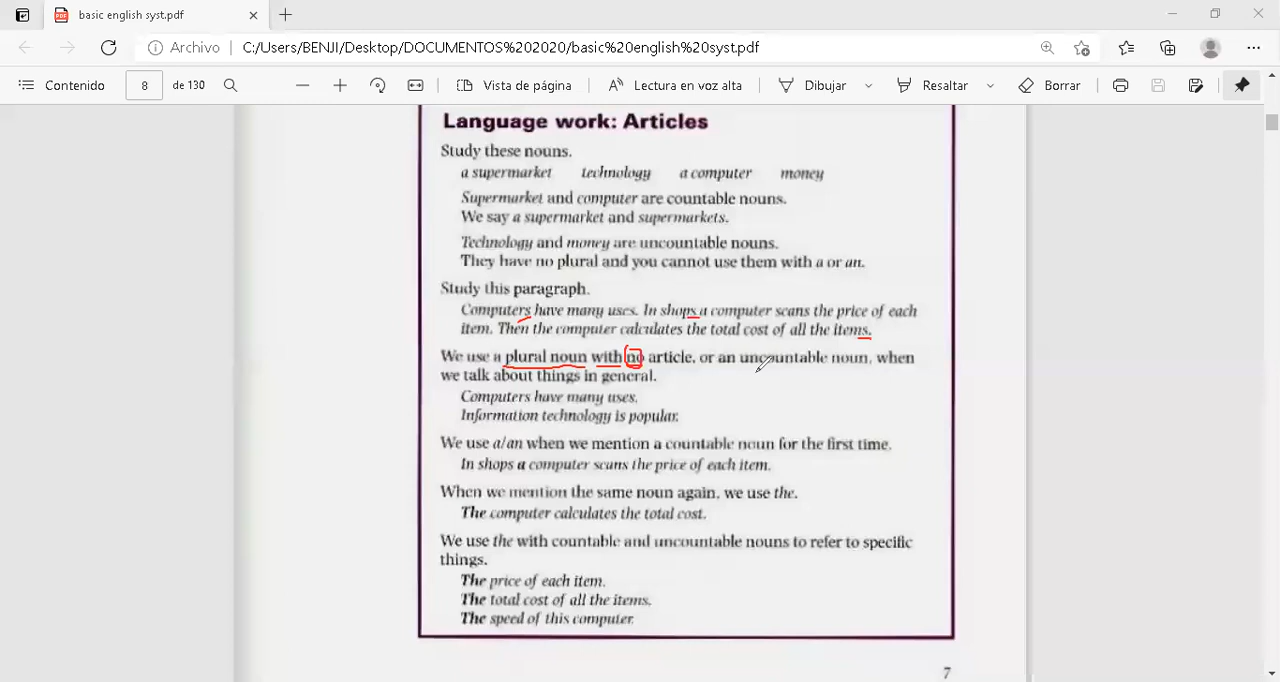 basic english syst.pdf
Archivo C:/Users/BENJI/Desktop/DOCUMENTOS%202020/basic%20english%20syst.pdf
Contenido 8 de 130 Vista de página Lectura en voz alta Dibujar Resaltar Borrar
Language work: Articles
Study these nouns.
a supermarket technology a computer money
Supermarket and computer are countable nouns.
We say a supermarket and supermarkets.
Technology and money are uncountable nouns.
They have no plural and you cannot use them with a or an.
Study this paragraph.
Computers have many uses. In shops a computer scans the price of each
item. Then the computer calculates the total cost of all the items.
We use a plural noun with no article, or an uncountable noun, when
we talk about things in general.
Computers have many uses.
Information technology is popular.
We use a/an when we mention a countable noun for the first time.
In shops a computer scans the price of each item.
When we mention the same noun again, we use the.
The computer calculates the total cost.
We use the with countable and uncountable nouns to refer to specific
things.
The price of each item.
The total cost of all the items.
The speed of this computer.
7